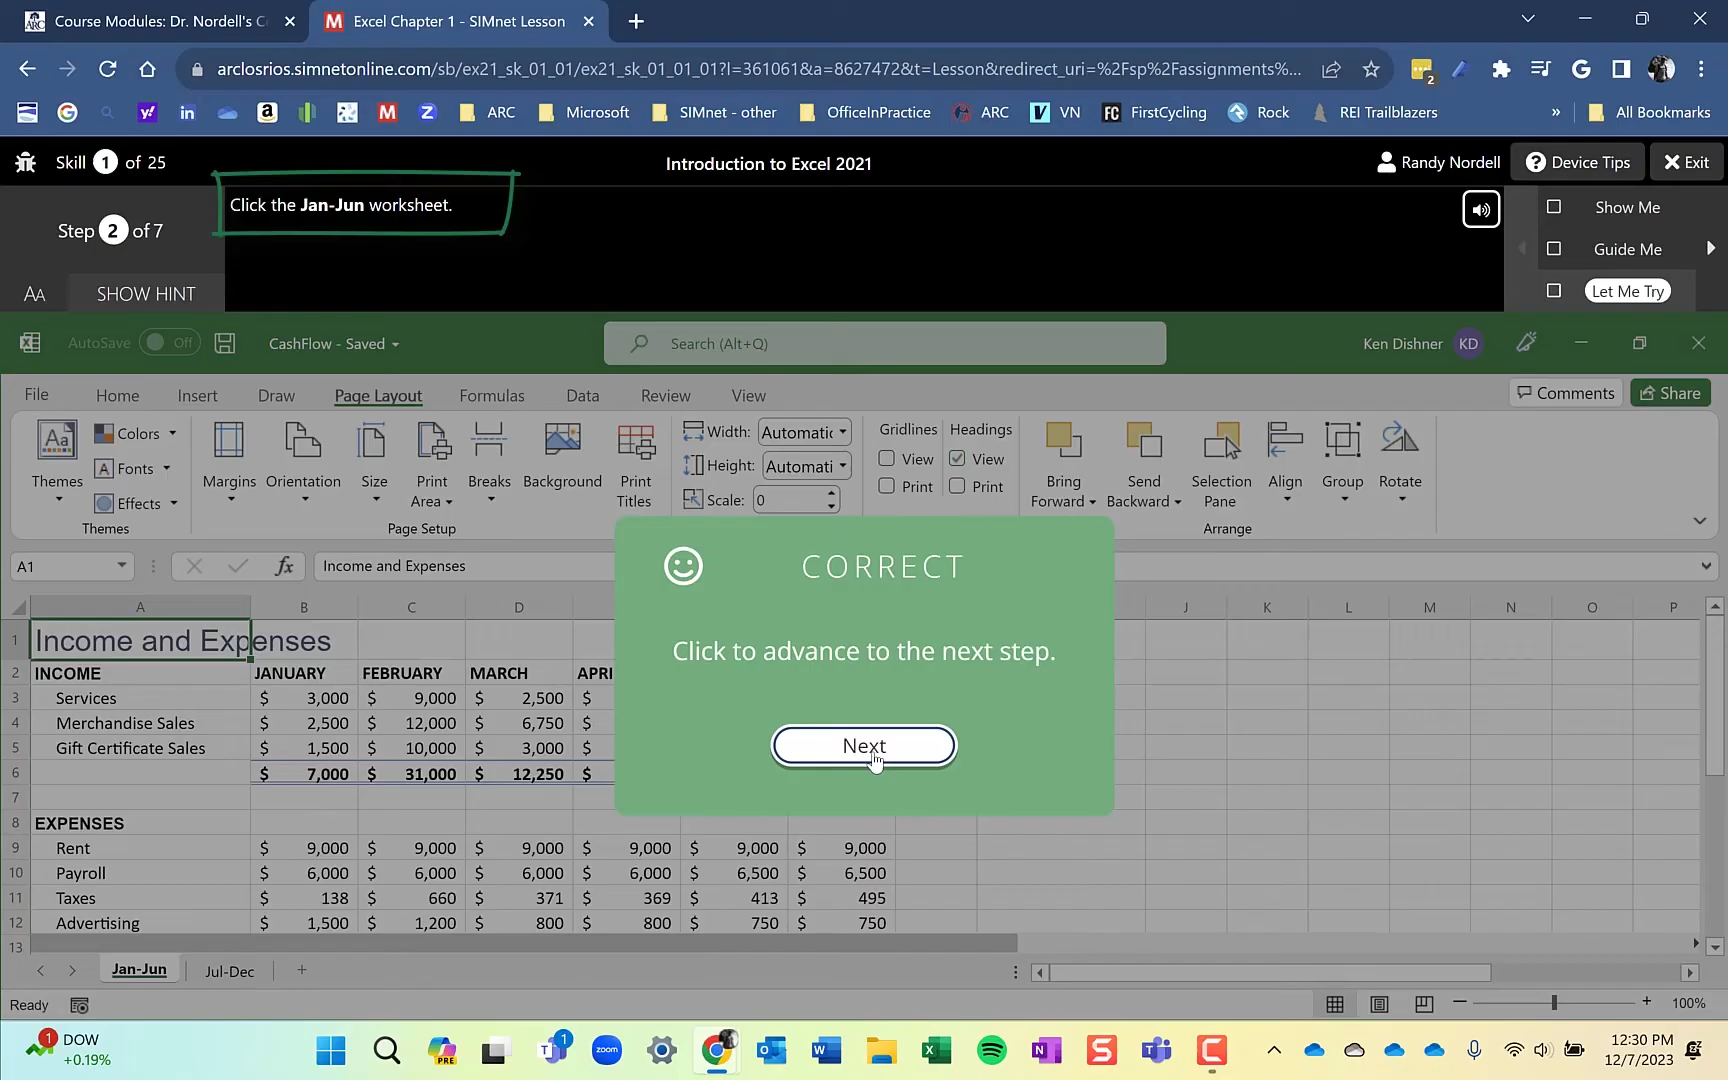 Course Modules: Dr. Nordell's C
Excel Chapter 1 - SIMnet Lesson
arclosrios.simnetonline.com/sb/ex21_sk_01_01/ex21_sk_01_01_01?l=361061&a=8627472&t=Lesson&redirect_uri=%2Fsp%2Fassignments%...
ARC Microsoft SIMnet - other OfficeInPractice ARC VN FirstCycling Rock REI Trailblazers » All Bookmarks
Skill 1 of 25
Introduction to Excel 2021
Randy Nordell
Device Tips
Exit
Click the Jan-Jun worksheet.
Step 2 of 7
AA SHOW HINT
Show Me
Guide Me
Let Me Try
AutoSave Off
CashFlow - Saved
Search (Alt+Q)
Ken Dishner KD
File Home Insert Draw Page Layout Formulas Data Review View
Comments Share
Themes
Colors
Fonts
Effects
Themes
Margins Orientation Size Print Area Breaks Background Print Titles
Page Setup
Width: Automatic
Height: Automati
Scale: 0
Gridlines Headings
View View
Print Print
Bring Forward Send Backward Selection Pane Align Group Rotate
Arrange
A1 fx Income and Expenses
CORRECT
Click to advance to the next step.
Next
A B C D J K L M N O P
1 Income and Expenses
2 INCOME JANUARY FEBRUARY MARCH APRI
3 Services $ 3,000 $ 9,000 $ 2,500 $
4 Merchandise Sales $ 2,500 $ 12,000 $ 6,750 $
5 Gift Certificate Sales $ 1,500 $ 10,000 $ 3,000 $
6 $ 7,000 $ 31,000 $ 12,250 $
7
8 EXPENSES
9 Rent $ 9,000 $ 9,000 $ 9,000 $ 9,000 $ 9,000 $ 9,000
10 Payroll $ 6,000 $ 6,000 $ 6,000 $ 6,000 $ 6,500 $ 6,500
11 Taxes $ 138 $ 660 $ 371 $ 369 $ 413 $ 495
12 Advertising $ 1,500 $ 1,200 $ 800 $ 800 $ 750 $ 750
13
Jan-Jun Jul-Dec +
Ready
100%
1 DOW
+0.19%
PRE
1
zoom
12:30 PM
12/7/2023